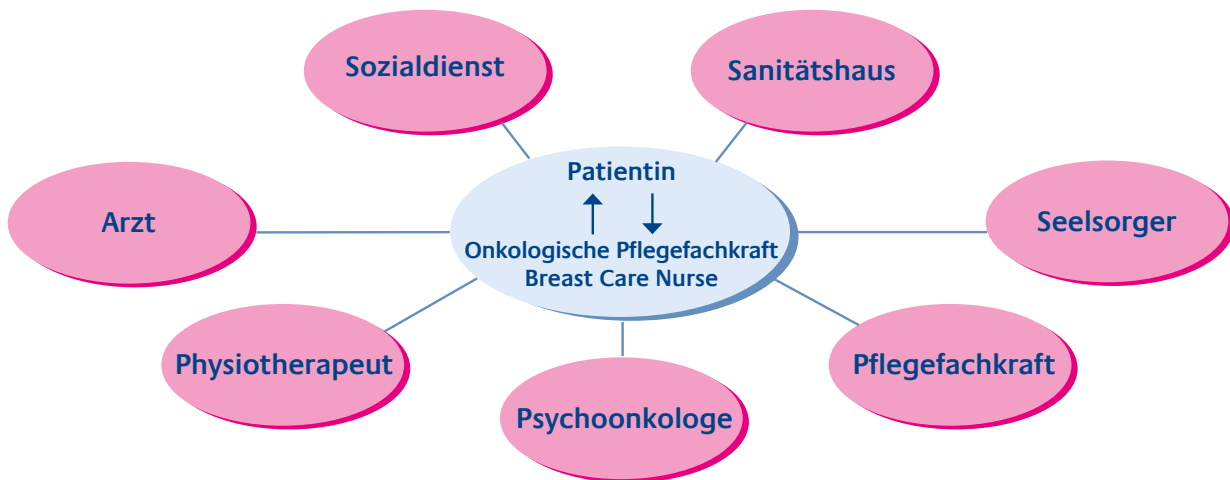 Sozialdienst
Sanitätshaus
Patientin
Arzt
Seelsorger
Onkologische Pflegefachkraft
Breast Care Nurse
Physiotherapeut
Pflegefachkraft
Psychoonkologe